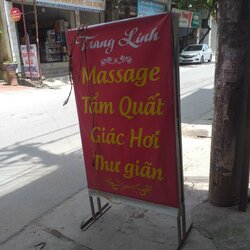 Trang Linh
Massage
Tẩm Quất
Giác Hơi
Thư giãn